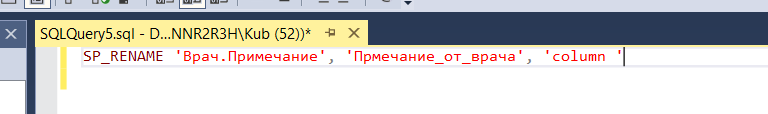 SQLQuery5.sql - D...NNR2R3H\Kub (52))*
SP_RENAME 'Врач.Примечание', 'Прмечание_от_врача', 'column '